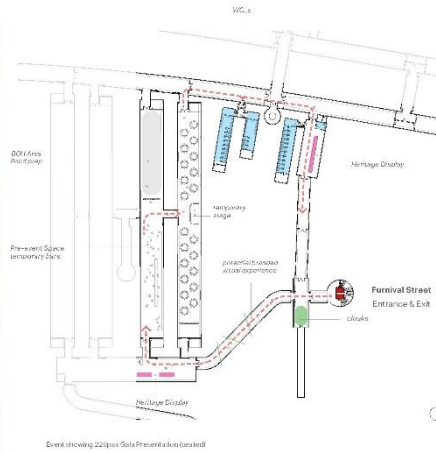 WC_s
BOH Area
Food prep
Heritage Display
temporary
stage
Pre-event Space
temporary bars
potential branded
visual experience
Furnival Street
Entrance & Exit
cloaks
Heritage Display
Event showing 220pax Gala Presentation (seated)